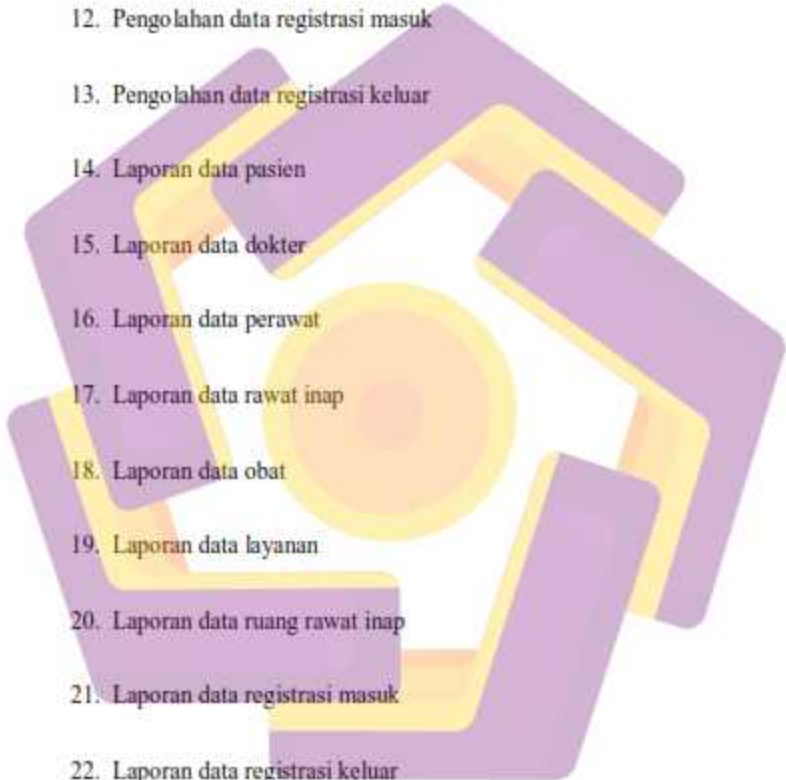 12. Pengolahan data registrasi masuk
13. Pengolahan data registrasi keluar
14. Laporan data pasien
15. Laporan data dokter
16. Laporan data perawat
17. Laporan data rawat inap
18. Laporan data obat
19. Laporan data layanan
20. Laporan data ruang rawat inap
21. Laporan data registrasi masuk
22. Laporan data registrasi keluar